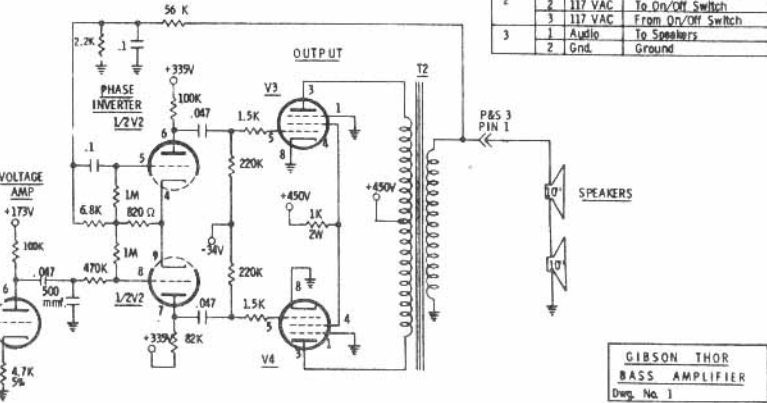 56 K
2 117 VAC To On/Off Switch
3 117 VAC From On/Off Switch
3 1 Audio To Speakers
2 Gnd. Ground
2.2K
.1
OUTPUT
T2
PHASE
INVERTER
1/2V2
+335V
100K
.047
V3
3
1
1.5K
5
4
8
P&S 3
PIN 1
6
.1
5
4
220K
VOLTAGE
AMP
+173V
1M
6.8K
820 Ω
+450V
1K
2W
+450V
10"
SPEAKERS
-34V
100K
1M
9
8
7
220K
10"
.047
470K
6
500
mmf.
1/2V2
.047
1.5K
8
5
4
1
3
+335V
82K
V4
4.7K
5%
GIBSON THOR
BASS AMPLIFIER
Dwg. No. 1